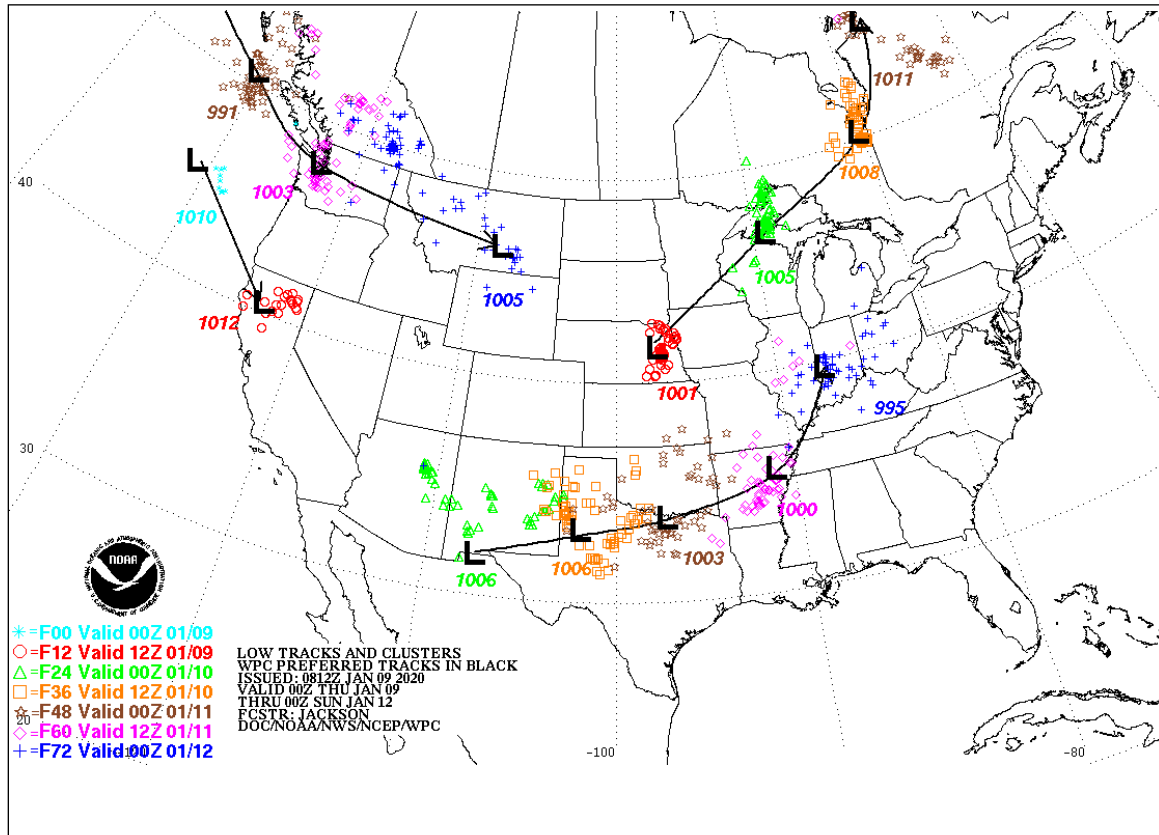 1011
991
40
1008
1003
1010
1005
1005
1012
1001
995
30
1000
1003
1006
1006
NOAA
*=F00 Valid 00Z 01/09
○=F12 Valid 12Z 01/09
△=F24 Valid 00Z 01/10
□=F36 Valid 12Z 01/10
☆=F48 Valid 00Z 01/11
◇=F60 Valid 12Z 01/11
+=F72 Valid 00Z 01/12
LOW TRACKS AND CLUSTERS
WPC PREFERRED TRACKS IN BLACK
ISSUED: 0812Z JAN 09 2020
VALID 00Z THU JAN 09
THRU 00Z SUN JAN 12
FCSTR: JACKSON
DOC/NOAA/NWS/NCEP/WPC
20
-100
-80
L
L
L
L
L
L
L
L
L
L
L
L
L
L